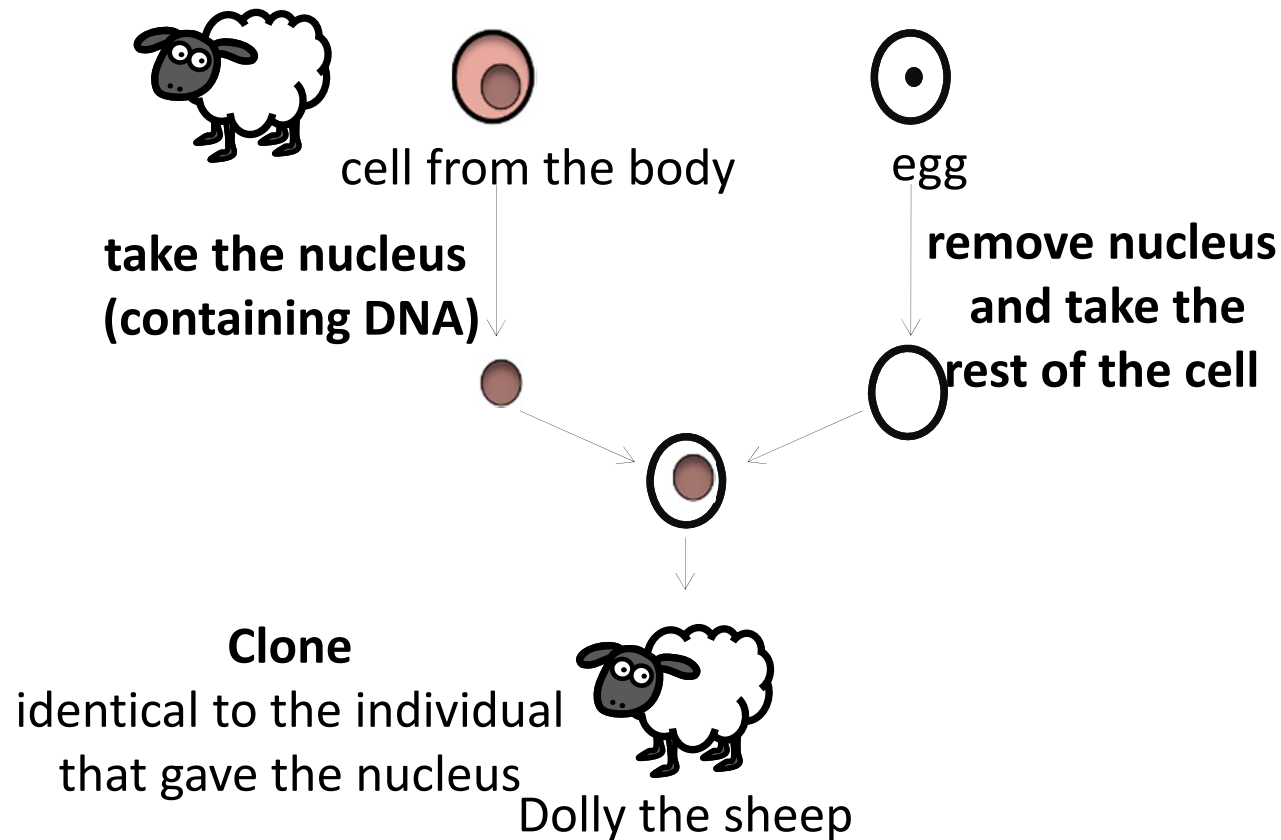 cell from the body
egg
take the nucleus
(containing DNA)
remove nucleus
and take the
rest of the cell
Clone
identical to the individual
that gave the nucleus
Dolly the sheep